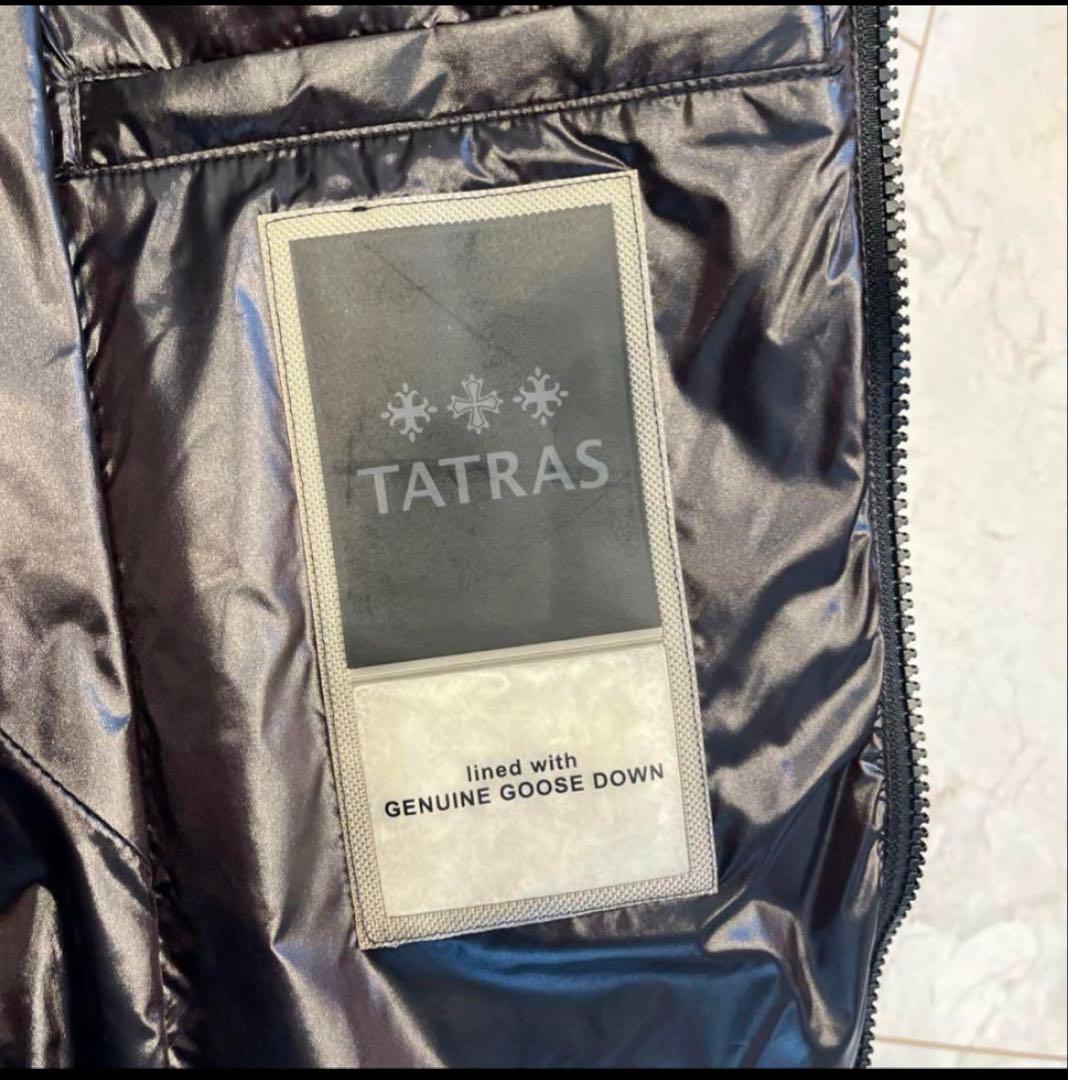 TATRAS
lined with
GENUINE GOOSE DOWN